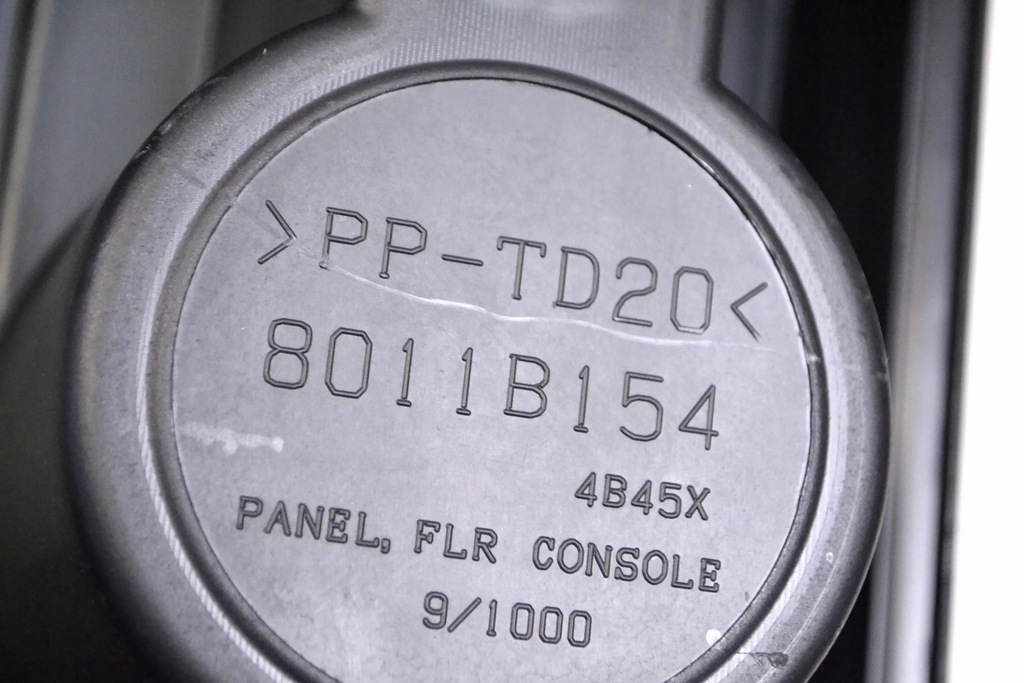 >PP-TD20<
8011B154
4B45X
PANEL, FLR CONSOLE
9/1000